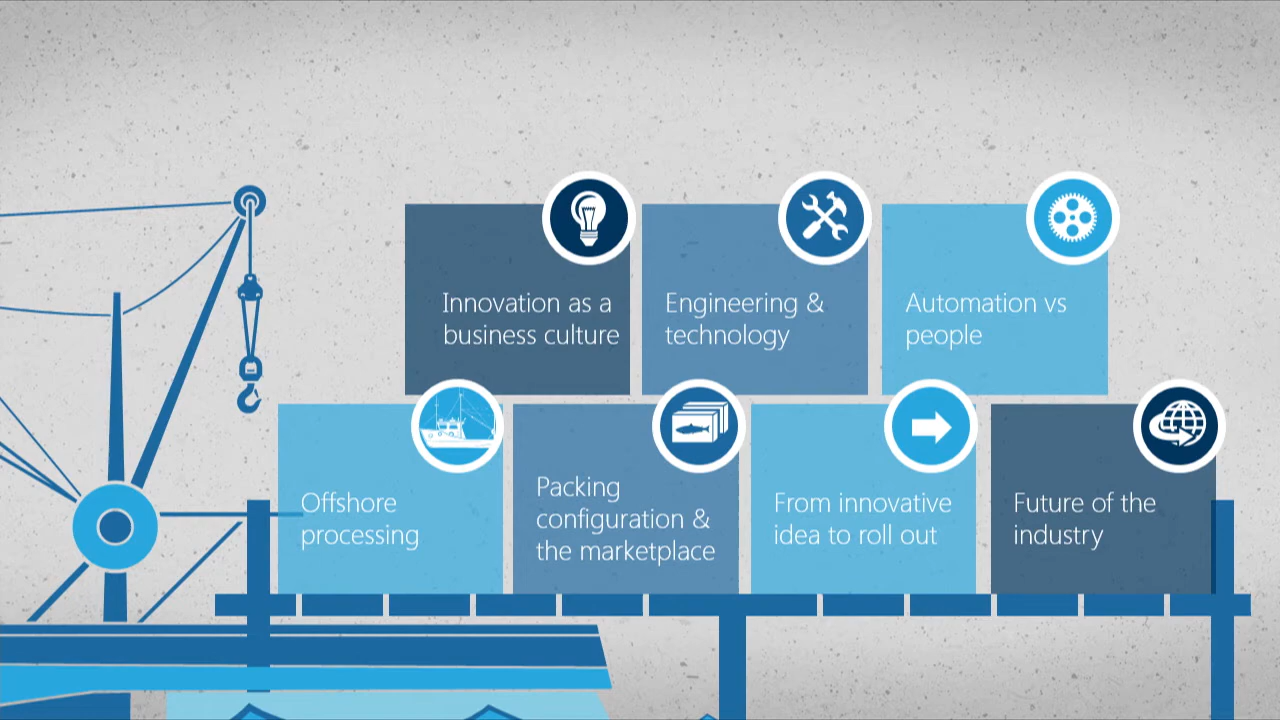 Innovation as a
business culture
Engineering &
technology
Automation vs
people
Offshore
processing
Packing
configuration &
the marketplace
From innovative
idea to roll out
Future of the
industry